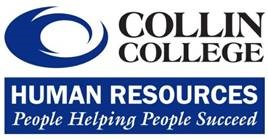 COLLIN
COLLEGE
HUMAN RESOURCES
People Helping People Succeed